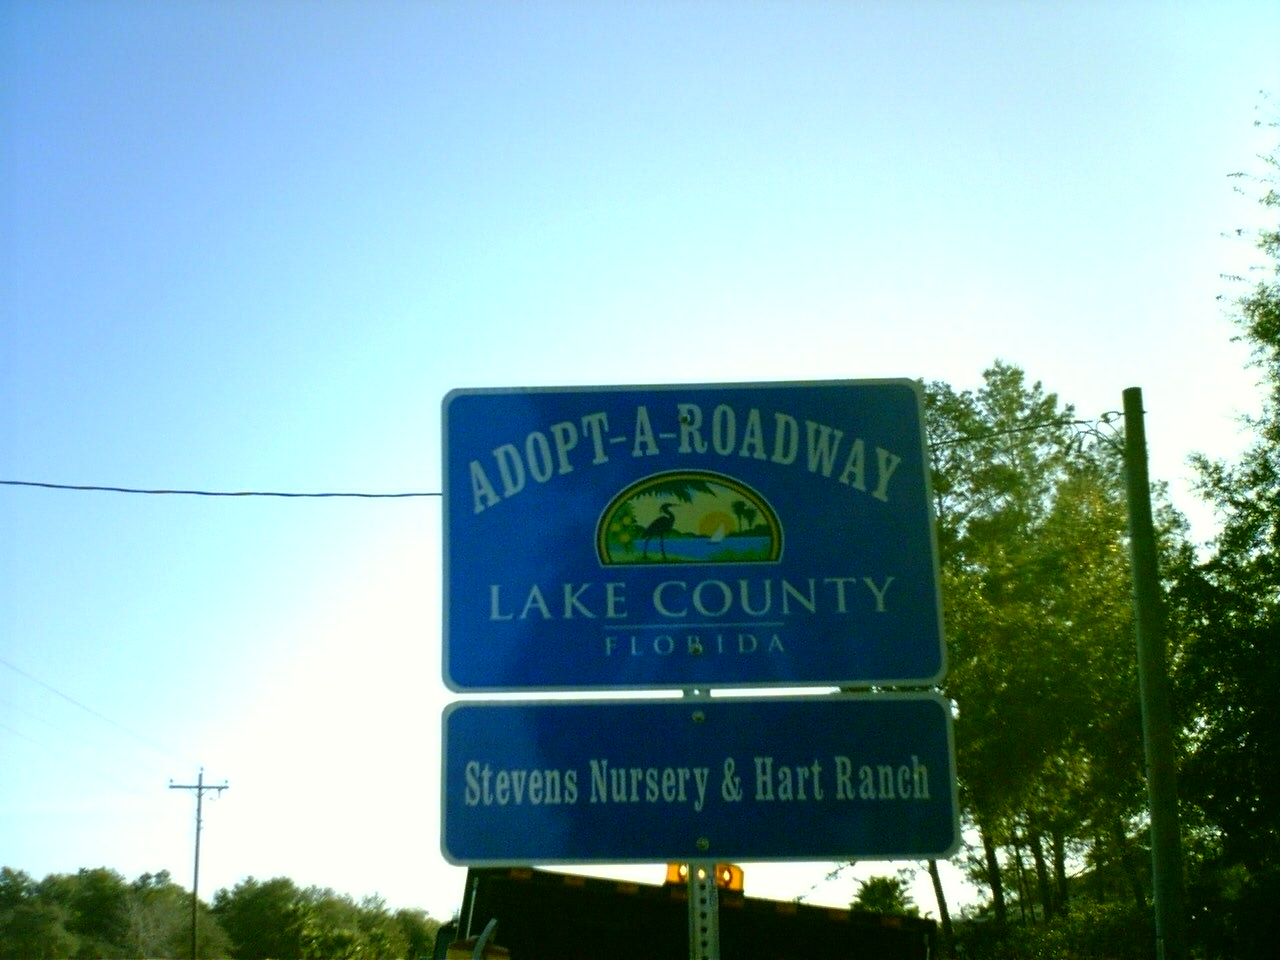 ADOPT-A-ROADWAY
LAKE COUNTY
FLORIDA
Stevens Nursery & Hart Ranch